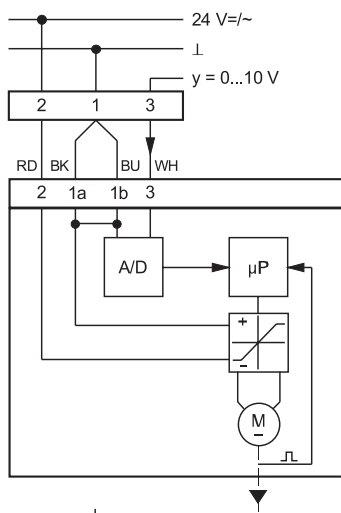 24 V=/~
⊥
y = 0...10 V
2 1 3
RD BK BU WH
2 1a 1b 3
A/D µP
+
-
M